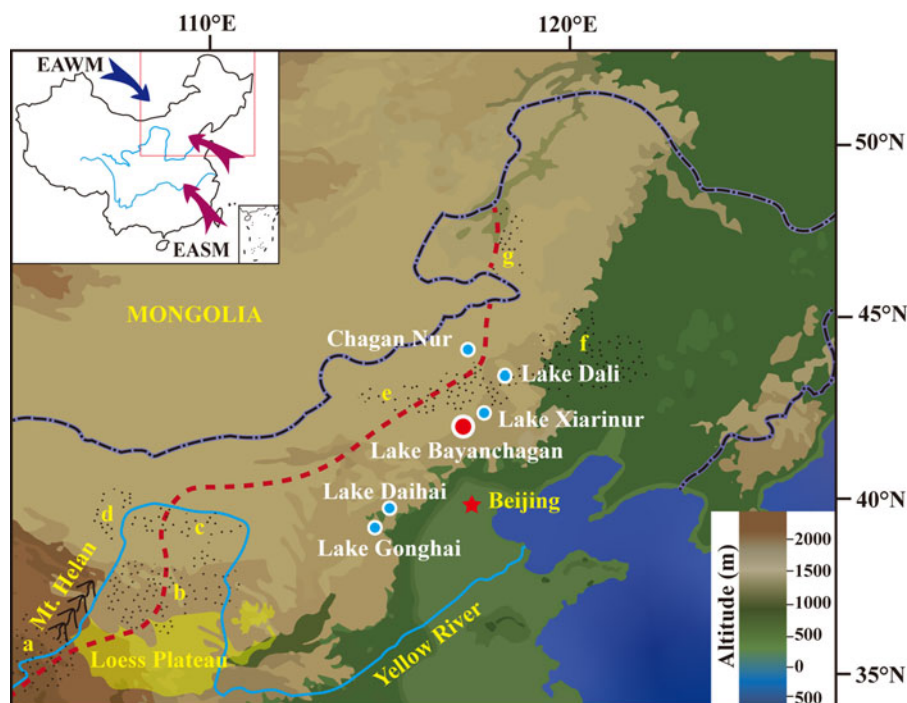 110°E
120°E
EAWM
EASM
50°N
MONGOLIA
45°N
g
Chagan Nur
f
Lake Dali
e
Lake Xiarinur
Lake Bayanchagan
d
Lake Daihai
Beijing
40°N
c
Lake Gonghai
Mt. Helan
b
a
Loess Plateau
Yellow River
35°N
Altitude (m)
2000
1500
1000
500
0
500